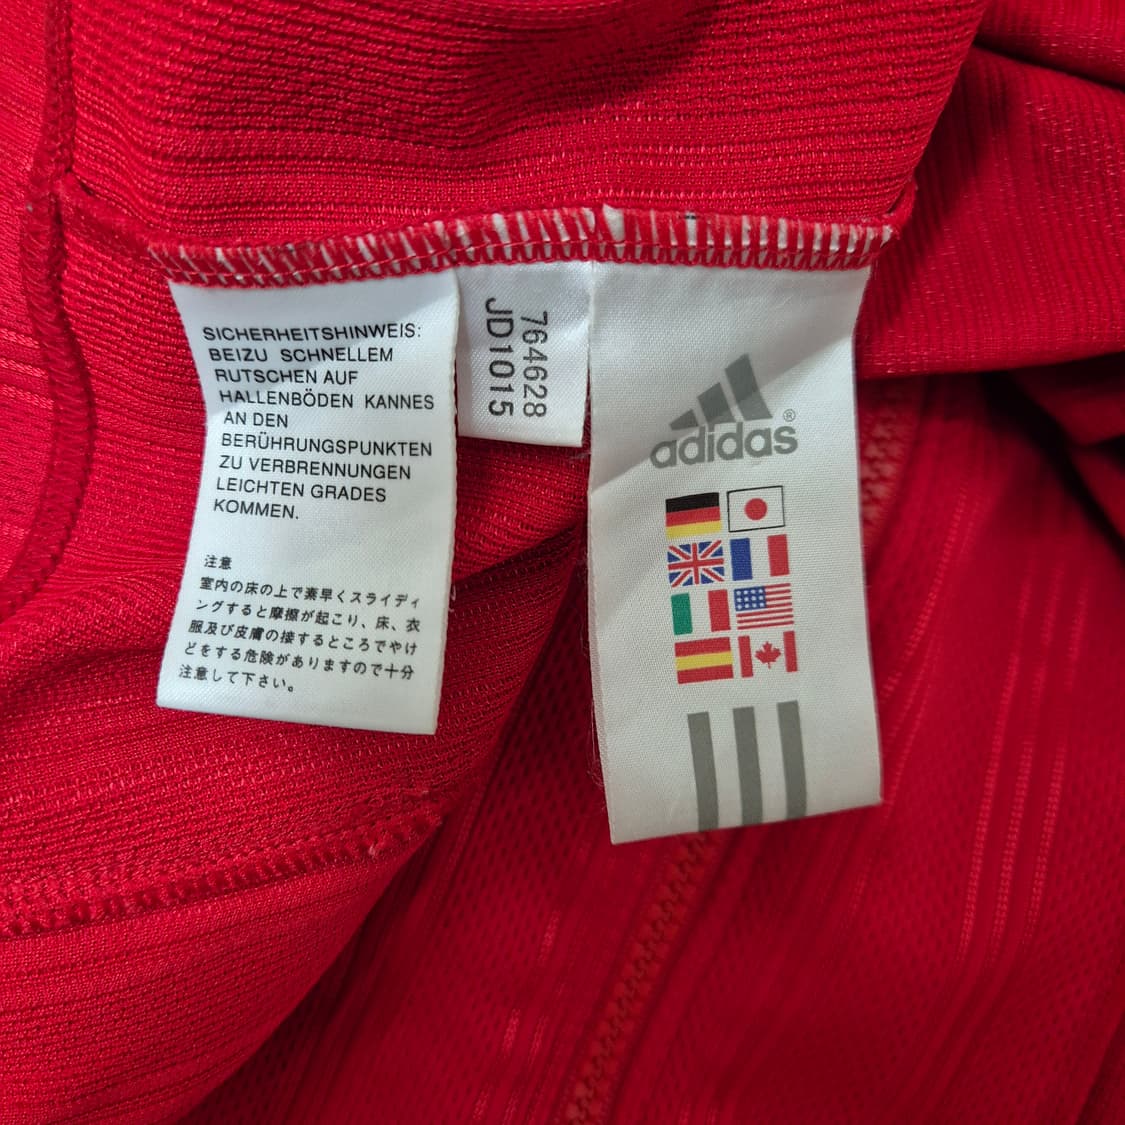 SICHERHEITSHINWEIS:
BEIZU SCHNELLEM
RUTSCHEN AUF
HALLENBÖDEN KANNES
AN DEN
BERÜHRUNGSPUNKTEN
ZU VERBRENNUNGEN
LEICHTEN GRADES
KOMMEN.
注意
室内の床の上で素早くスライディ
ングすると摩擦が起こり、床、衣
服及び皮膚の接するところでやけ
どをする危険がありますので十分
注意して下さい。
764628
JD1015
adidas®